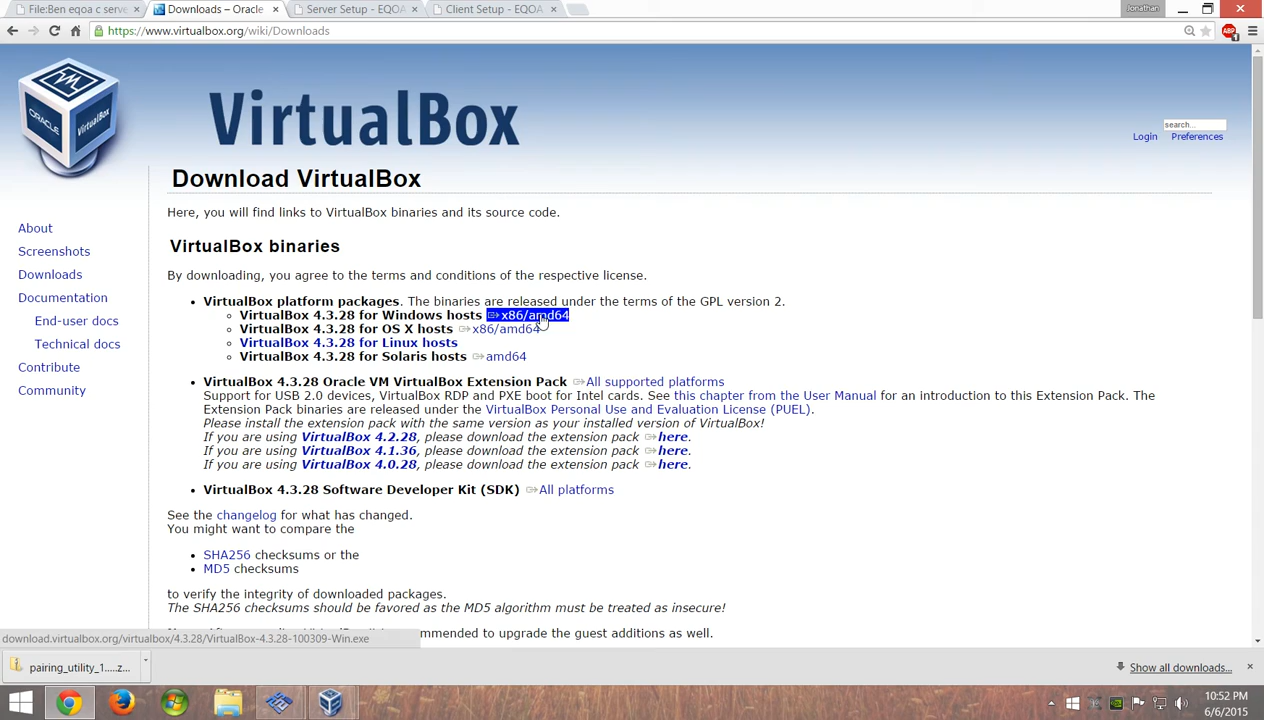 File:Ben eqoa c serve ×
Downloads – Oracle ×
Server Setup - EQOA ×
Client Setup - EQOA ×
Jonathan
https://www.virtualbox.org/wiki/Downloads
ABP
1
ORACLE
VirtualBox
VirtualBox
search...
Login Preferences
Download VirtualBox
Here, you will find links to VirtualBox binaries and its source code.
About
Screenshots
Downloads
Documentation
End-user docs
Technical docs
Contribute
Community
VirtualBox binaries
By downloading, you agree to the terms and conditions of the respective license.
• VirtualBox platform packages. The binaries are released under the terms of the GPL version 2.
◦ VirtualBox 4.3.28 for Windows hosts x86/amd64
◦ VirtualBox 4.3.28 for OS X hosts x86/amd64
◦ VirtualBox 4.3.28 for Linux hosts
◦ VirtualBox 4.3.28 for Solaris hosts amd64
• VirtualBox 4.3.28 Oracle VM VirtualBox Extension Pack All supported platforms
Support for USB 2.0 devices, VirtualBox RDP and PXE boot for Intel cards. See this chapter from the User Manual for an introduction to this Extension Pack. The
Extension Pack binaries are released under the VirtualBox Personal Use and Evaluation License (PUEL).
Please install the extension pack with the same version as your installed version of VirtualBox!
If you are using VirtualBox 4.2.28, please download the extension pack here.
If you are using VirtualBox 4.1.36, please download the extension pack here.
If you are using VirtualBox 4.0.28, please download the extension pack here.
• VirtualBox 4.3.28 Software Developer Kit (SDK) All platforms
See the changelog for what has changed.
You might want to compare the
• SHA256 checksums or the
• MD5 checksums
to verify the integrity of downloaded packages.
The SHA256 checksums should be favored as the MD5 algorithm must be treated as insecure!
mmended to upgrade the guest additions as well.
download.virtualbox.org/virtualbox/4.3.28/VirtualBox-4.3.28-100309-Win.exe
pairing_utility_1.....z...
Show all downloads...
10:52 PM
6/6/2015